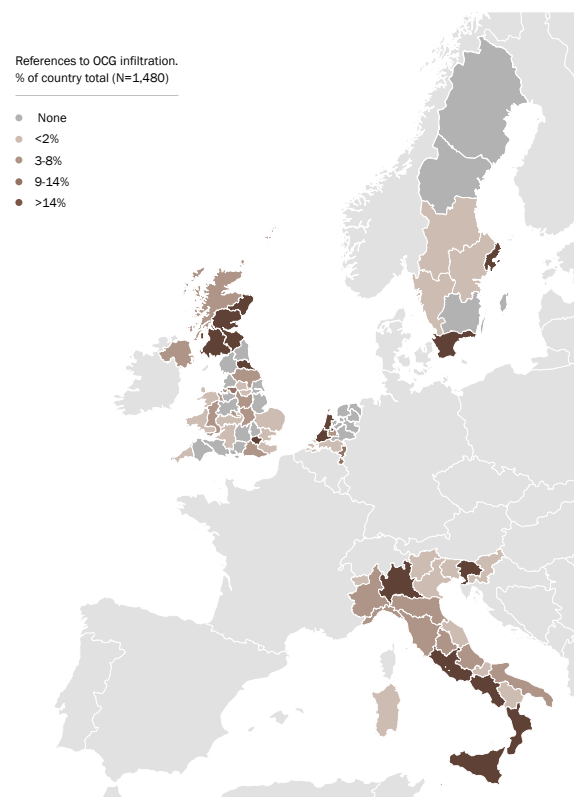 References to OCG infiltration.
% of country total (N=1,480)
None
<2%
3-8%
9-14%
>14%